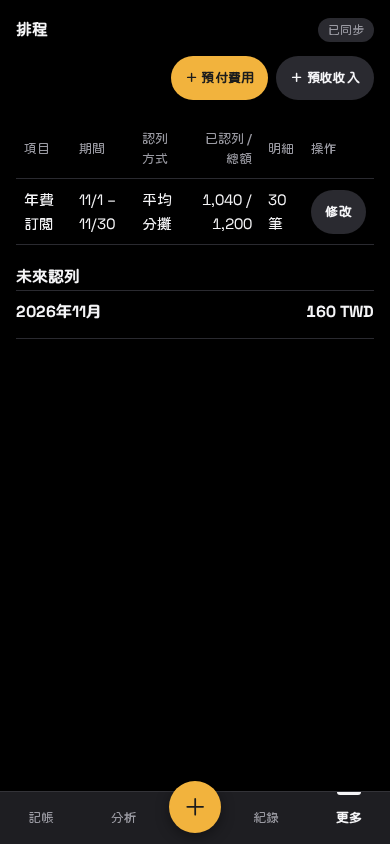 排程
已同步
＋ 預付費用
＋ 預收收入
項目 期間 認列方式 已認列 / 總額 明細 操作
年費訂閱 11/1 – 11/30 平均分攤 1,040 / 1,200 30 筆 修改
未來認列
2026年11月 160 TWD
記帳 分析 ＋ 紀錄 更多